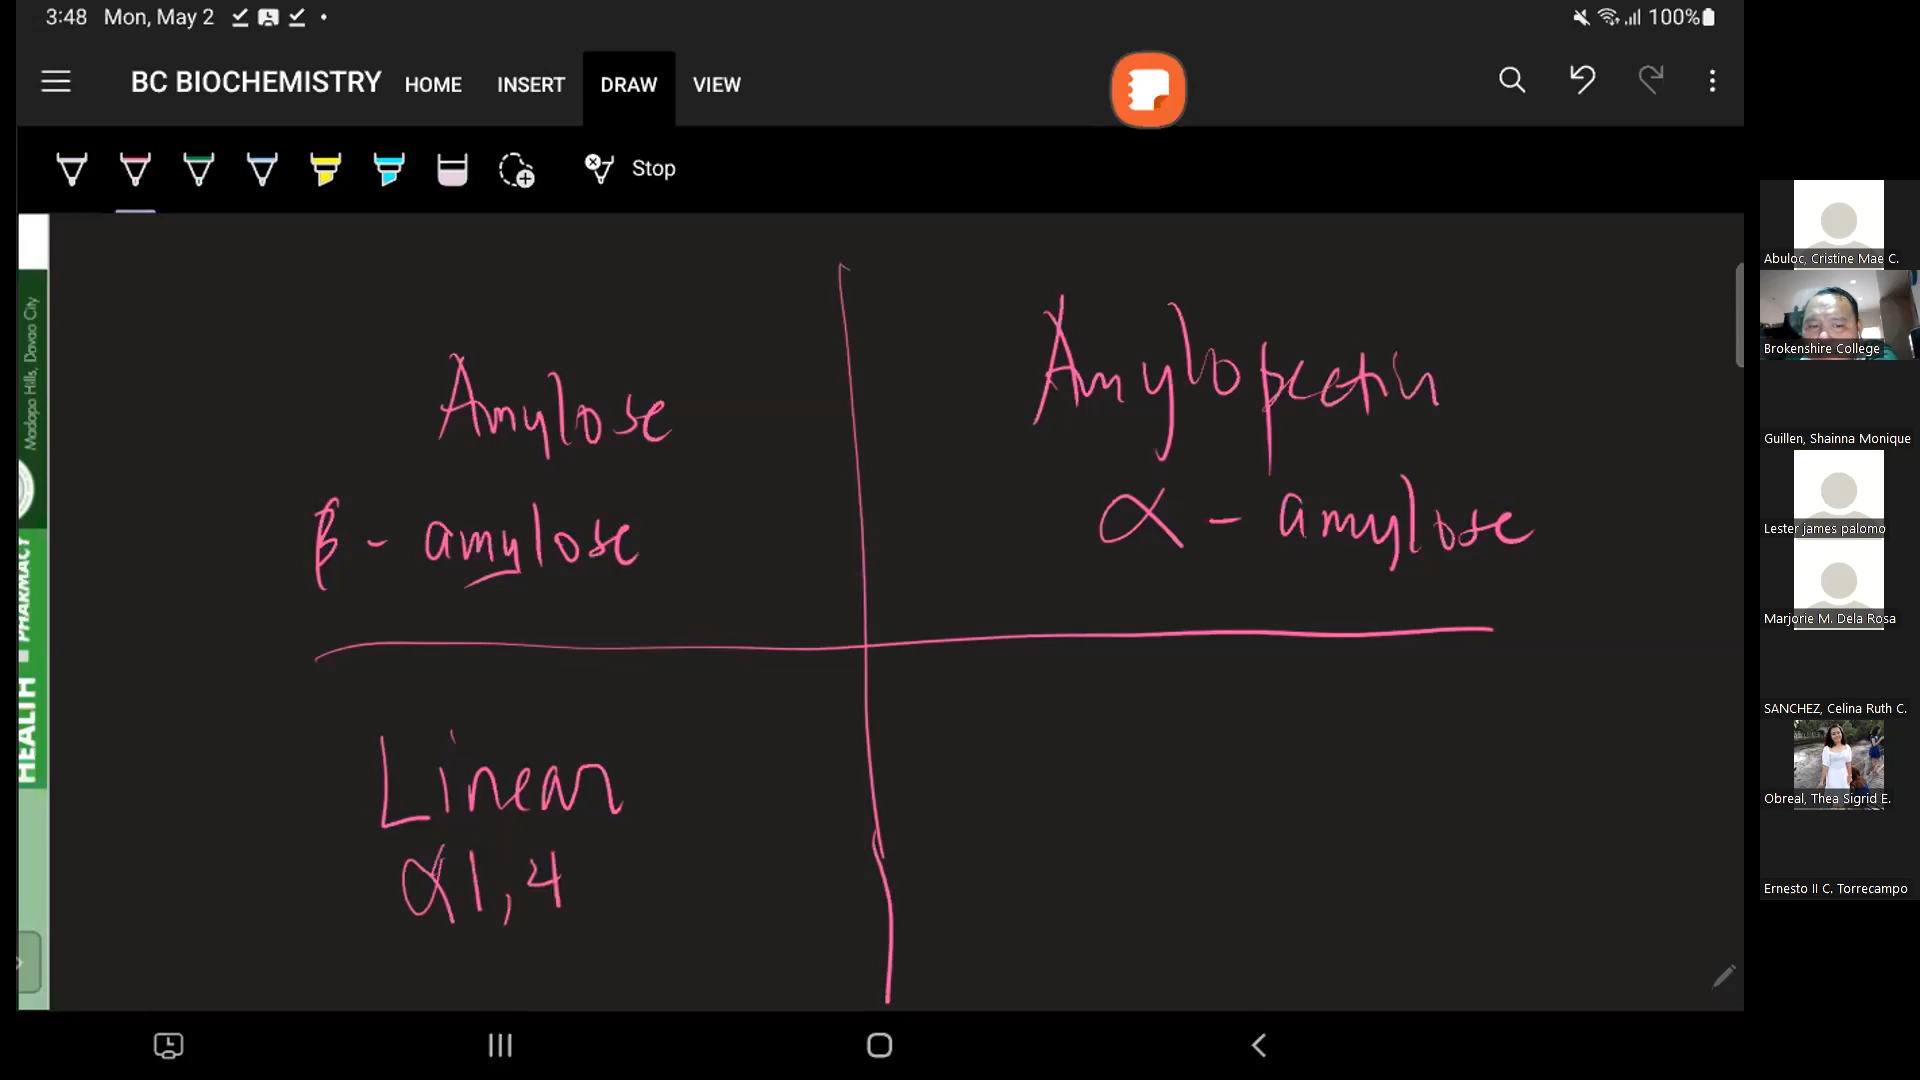 3:48 Mon, May 2
100%
BC BIOCHEMISTRY HOME INSERT DRAW VIEW
Stop
Madapo Hills, Davao City
HEALTH PHARMACY
Amylose
β - amylose
Amylopectin
α - amylose
Linear
α1,4
Abuloc, Cristine Mae C.
Brokenshire College
Guillen, Shainna Monique
Lester james palomo
Marjorie M. Dela Rosa
SANCHEZ, Celina Ruth C.
Obreal, Thea Sigrid E.
Ernesto II C. Torrecampo